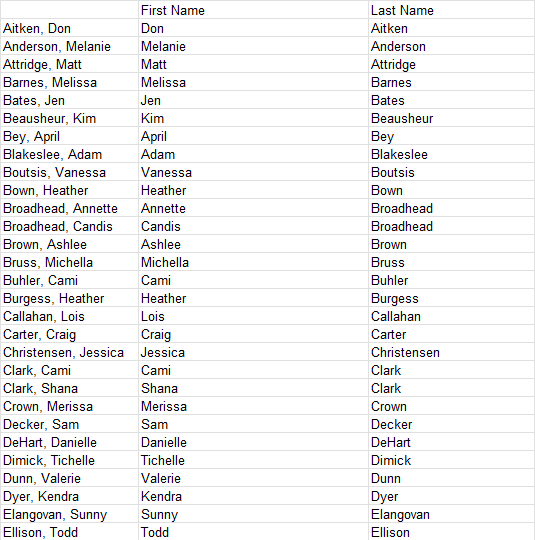 First Name Last Name
Aitken, Don Don Aitken
Anderson, Melanie Melanie Anderson
Attridge, Matt Matt Attridge
Barnes, Melissa Melissa Barnes
Bates, Jen Jen Bates
Beausheur, Kim Kim Beausheur
Bey, April April Bey
Blakeslee, Adam Adam Blakeslee
Boutsis, Vanessa Vanessa Boutsis
Bown, Heather Heather Bown
Broadhead, Annette Annette Broadhead
Broadhead, Candis Candis Broadhead
Brown, Ashlee Ashlee Brown
Bruss, Michella Michella Bruss
Buhler, Cami Cami Buhler
Burgess, Heather Heather Burgess
Callahan, Lois Lois Callahan
Carter, Craig Craig Carter
Christensen, Jessica Jessica Christensen
Clark, Cami Cami Clark
Clark, Shana Shana Clark
Crown, Merissa Merissa Crown
Decker, Sam Sam Decker
DeHart, Danielle Danielle DeHart
Dimick, Tichelle Tichelle Dimick
Dunn, Valerie Valerie Dunn
Dyer, Kendra Kendra Dyer
Elangovan, Sunny Sunny Elangovan
Ellison, Todd Todd Ellison